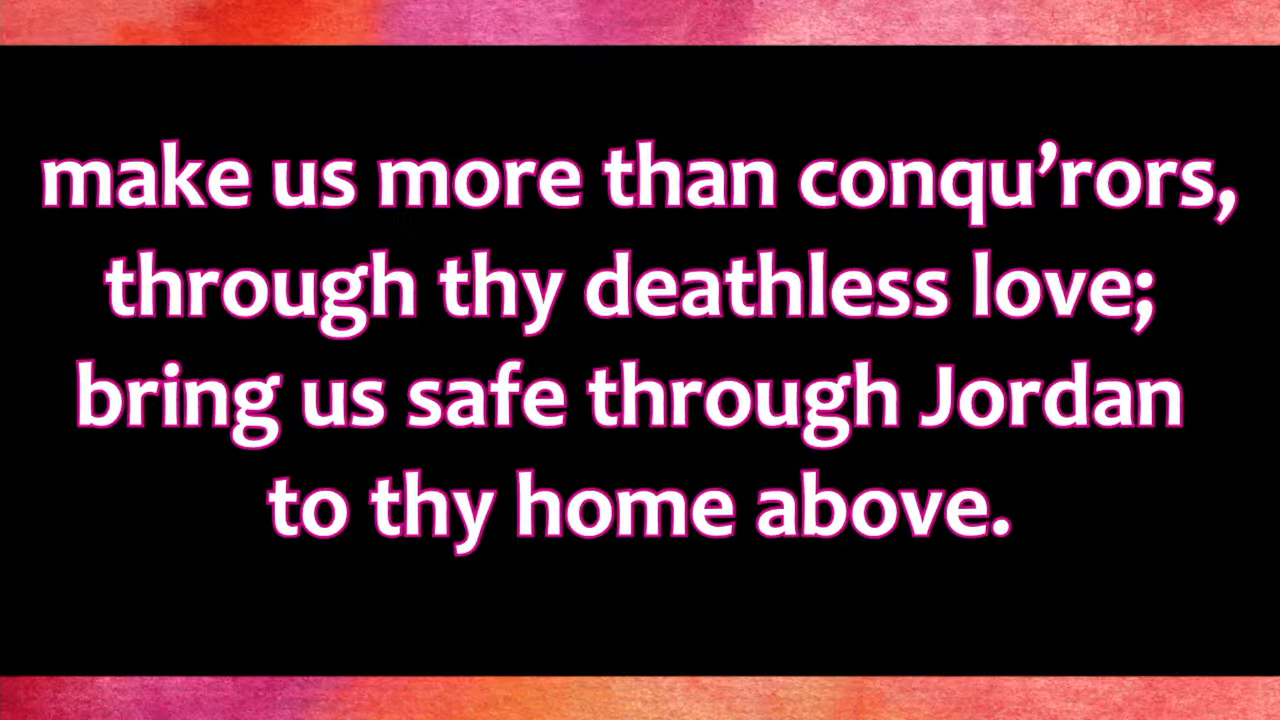 make us more than conqu’rors,
through thy deathless love;
bring us safe through Jordan
to thy home above.